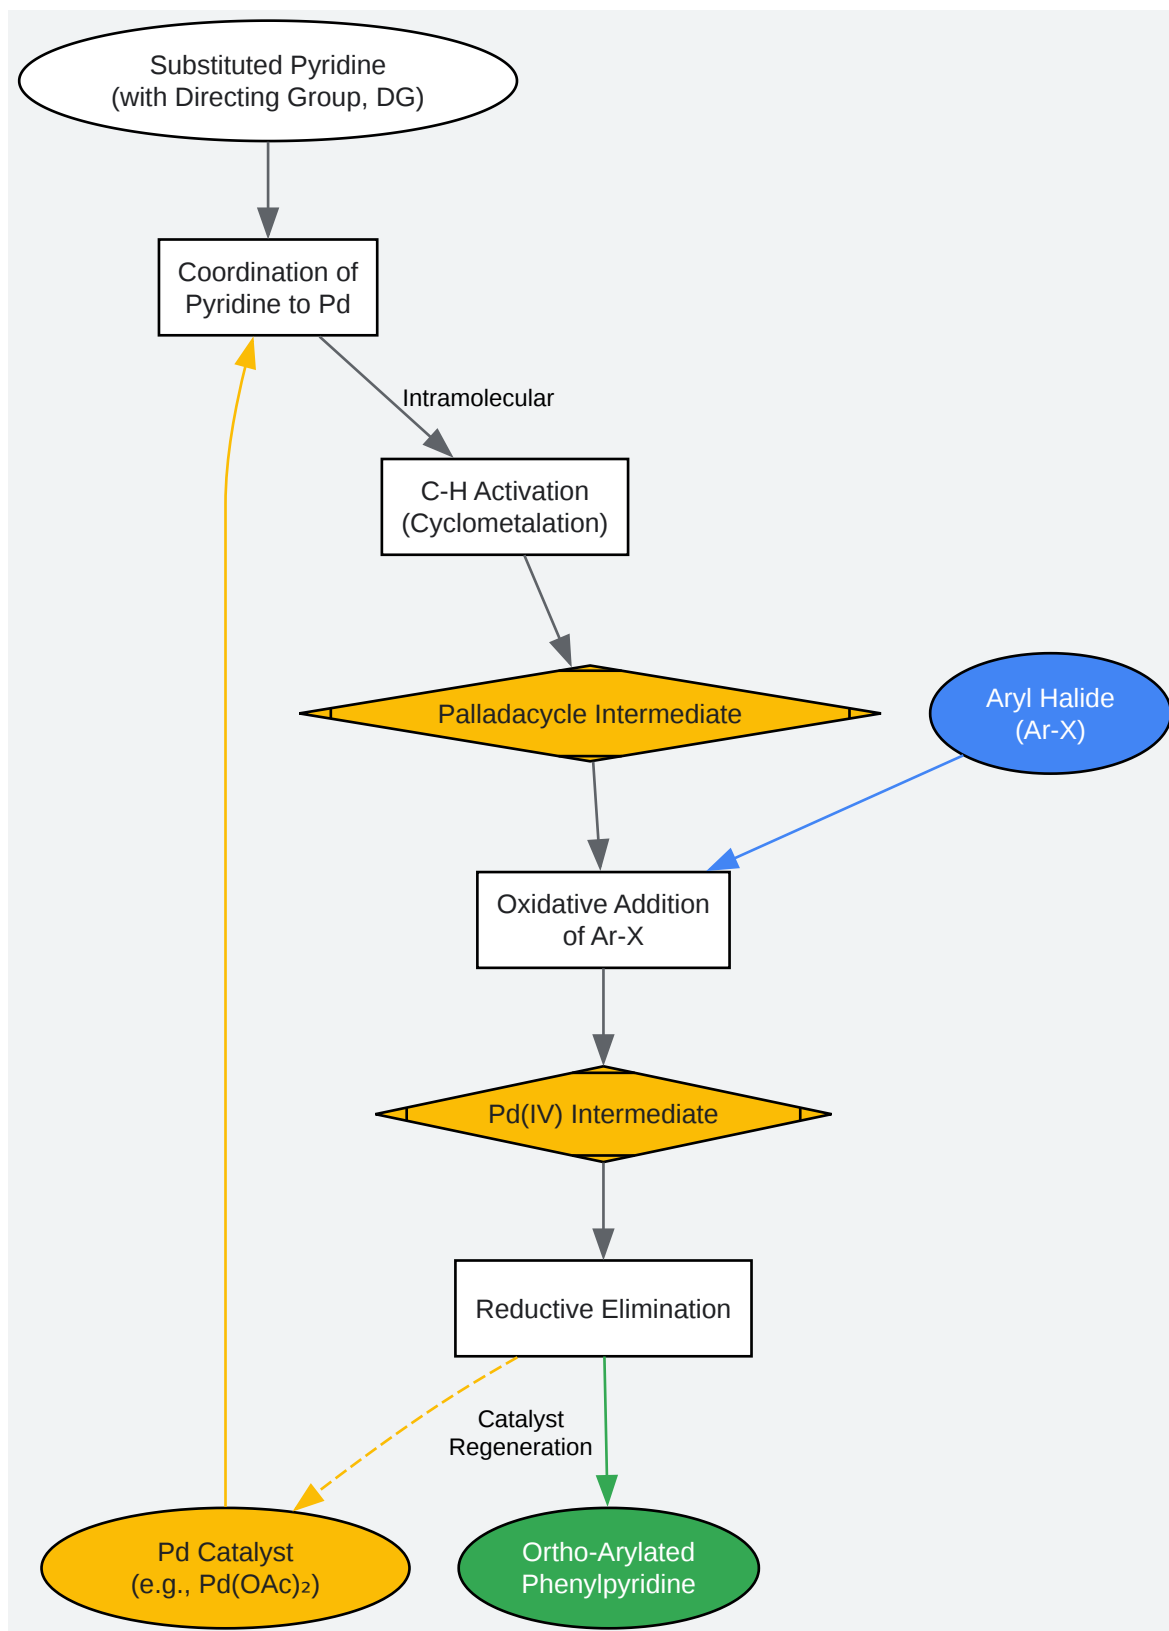 Substituted Pyridine
(with Directing Group, DG)
Coordination of
Pyridine to Pd
Intramolecular
C-H Activation
(Cyclometalation)
Palladacycle Intermediate
Aryl Halide
(Ar-X)
Oxidative Addition
of Ar-X
Pd(IV) Intermediate
Reductive Elimination
Catalyst
Regeneration
Pd Catalyst
(e.g., Pd(OAc)₂)
Ortho-Arylated
Phenylpyridine